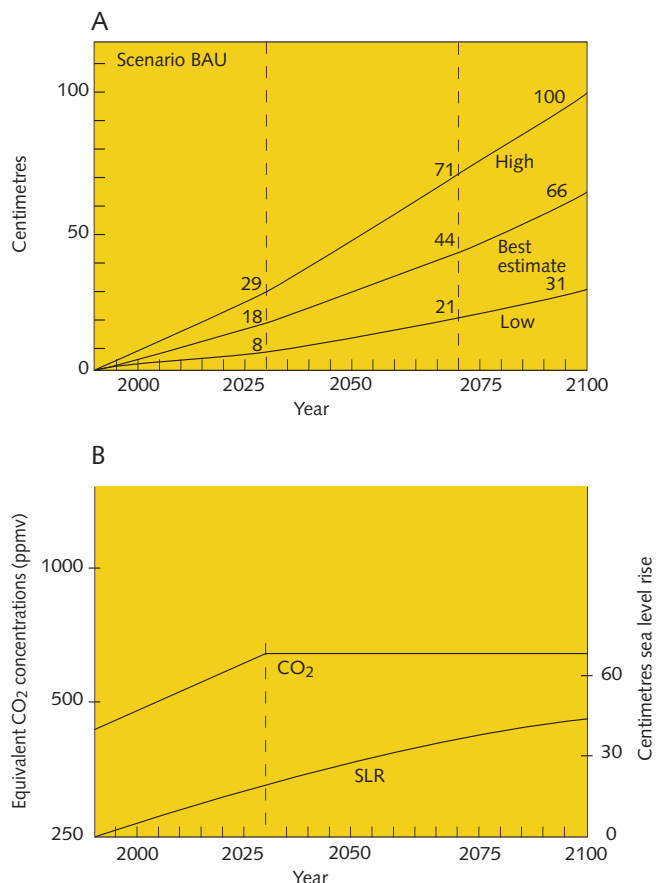 A
Scenario BAU
100
50
0
Centimetres
100
High
71
66
Best
estimate
44
31
29
Low
21
18
8
2000 2025 2050 2075 2100
Year
B
Equivalent CO₂ concentrations (ppmv)
1000
500
250
CO₂
SLR
60
30
0
Centimetres sea level rise
2000 2025 2050 2075 2100
Year